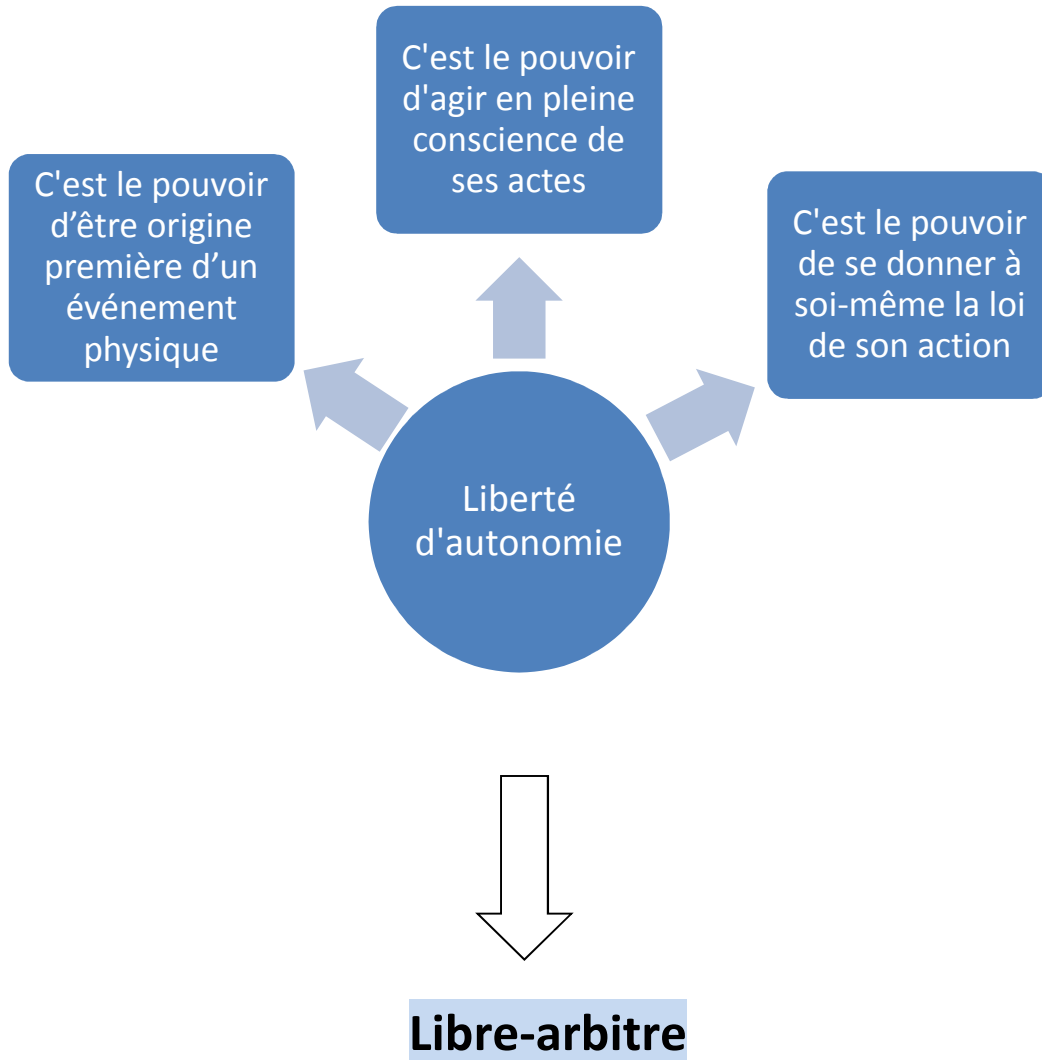 C'est le pouvoir
d’être origine
première d’un
événement
physique
C'est le pouvoir
d'agir en pleine
conscience de
ses actes
C'est le pouvoir
de se donner à
soi-même la loi
de son action
Liberté
d'autonomie
Libre-arbitre